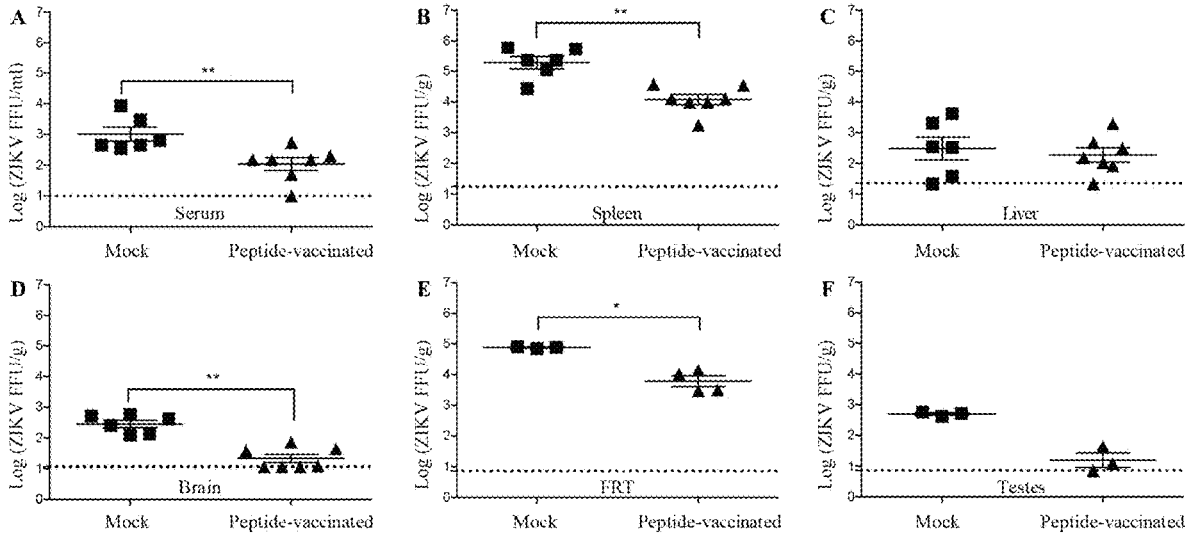 A
Log (ZIKV FFU/ml)
7
6
5
4
3
2
1
0
**
Serum
Mock Peptide-vaccinated
B
Log (ZIKV FFU/g)
7
6
5
4
3
2
1
0
**
Spleen
Mock Peptide-vaccinated
C
Log (ZIKV FFU/g)
7
6
5
4
3
2
1
0
Liver
Mock Peptide-vaccinated
D
Log (ZIKV FFU/g)
7
6
5
4
3
2
1
0
**
Brain
Mock Peptide-vaccinated
E
Log (ZIKV FFU/g)
7
6
5
4
3
2
1
0
*
FRT
Mock Peptide-vaccinated
F
Log (ZIKV FFU/g)
7
6
5
4
3
2
1
0
Testes
Mock Peptide-vaccinated